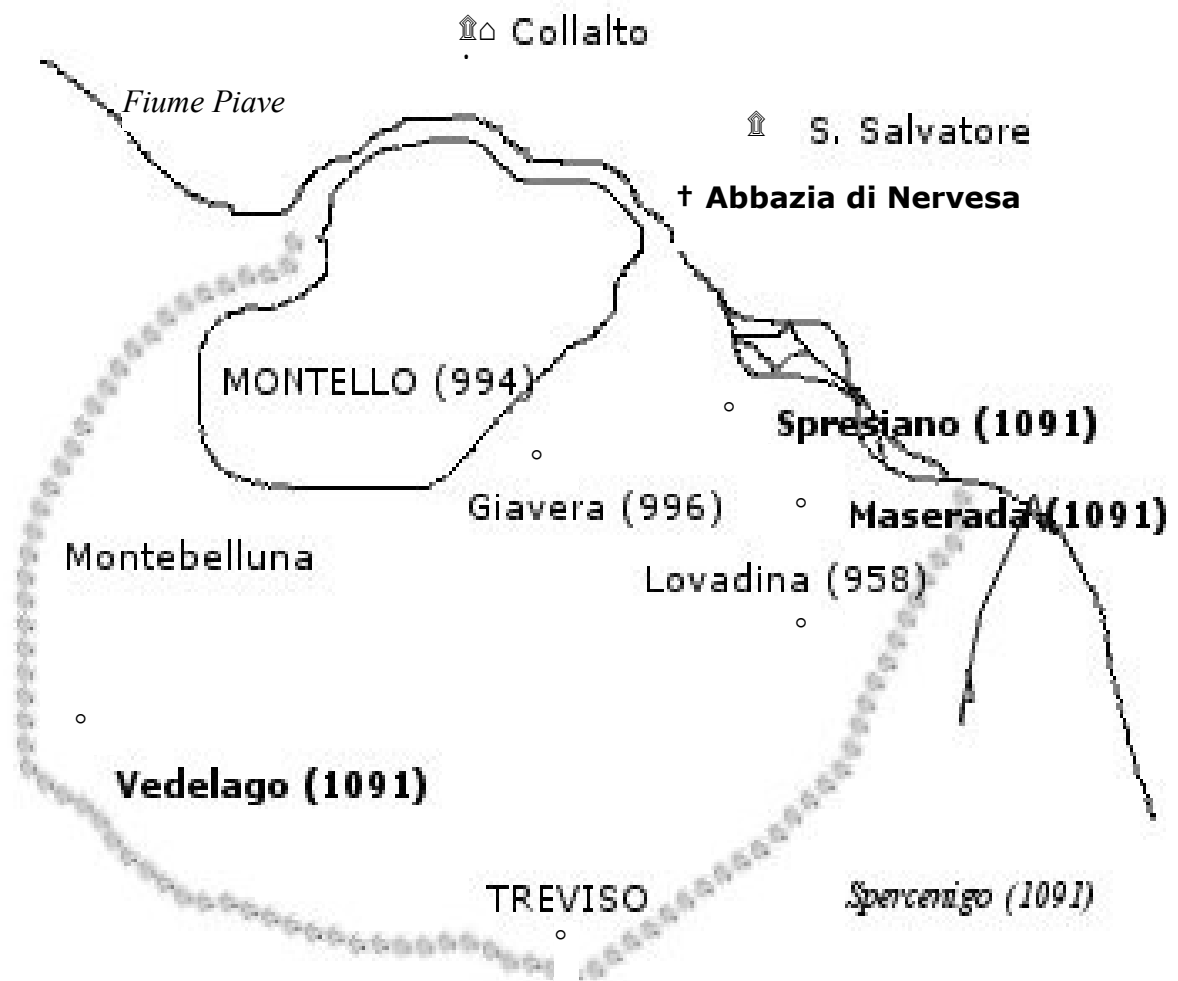 Collalto
Fiume Piave
S. Salvatore
† Abbazia di Nervesa
MONTELLO (994)
Spresiano (1091)
Giavera (996)
Maserada (1091)
Montebelluna
Lovadina (958)
Vedelago (1091)
TREVISO
Spercenigo (1091)